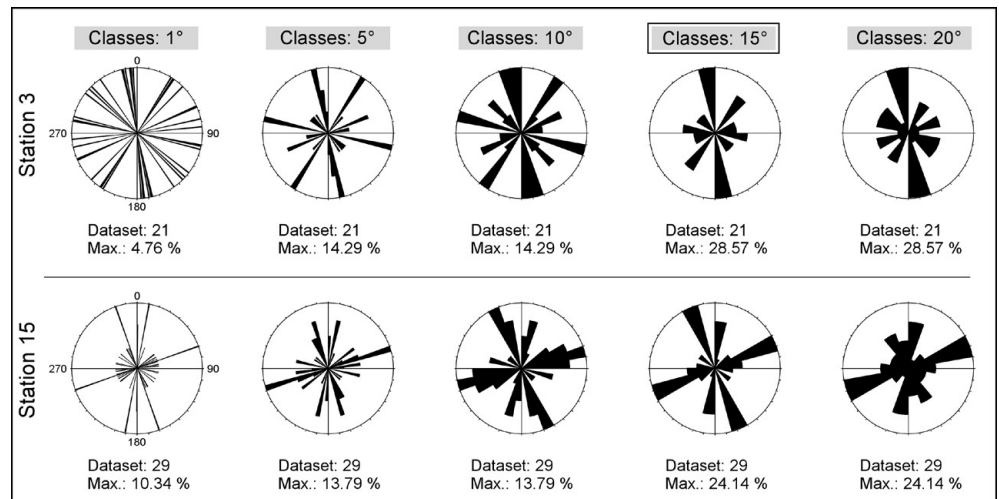 Classes: 1° Classes: 5° Classes: 10° Classes: 15° Classes: 20°
Station 3
0
270 90
180
Dataset: 21 Dataset: 21 Dataset: 21 Dataset: 21 Dataset: 21
Max.: 4.76 % Max.: 14.29 % Max.: 14.29 % Max.: 28.57 % Max.: 28.57 %
Station 15
0
270 90
180
Dataset: 29 Dataset: 29 Dataset: 29 Dataset: 29 Dataset: 29
Max.: 10.34 % Max.: 13.79 % Max.: 13.79 % Max.: 24.14 % Max.: 24.14 %